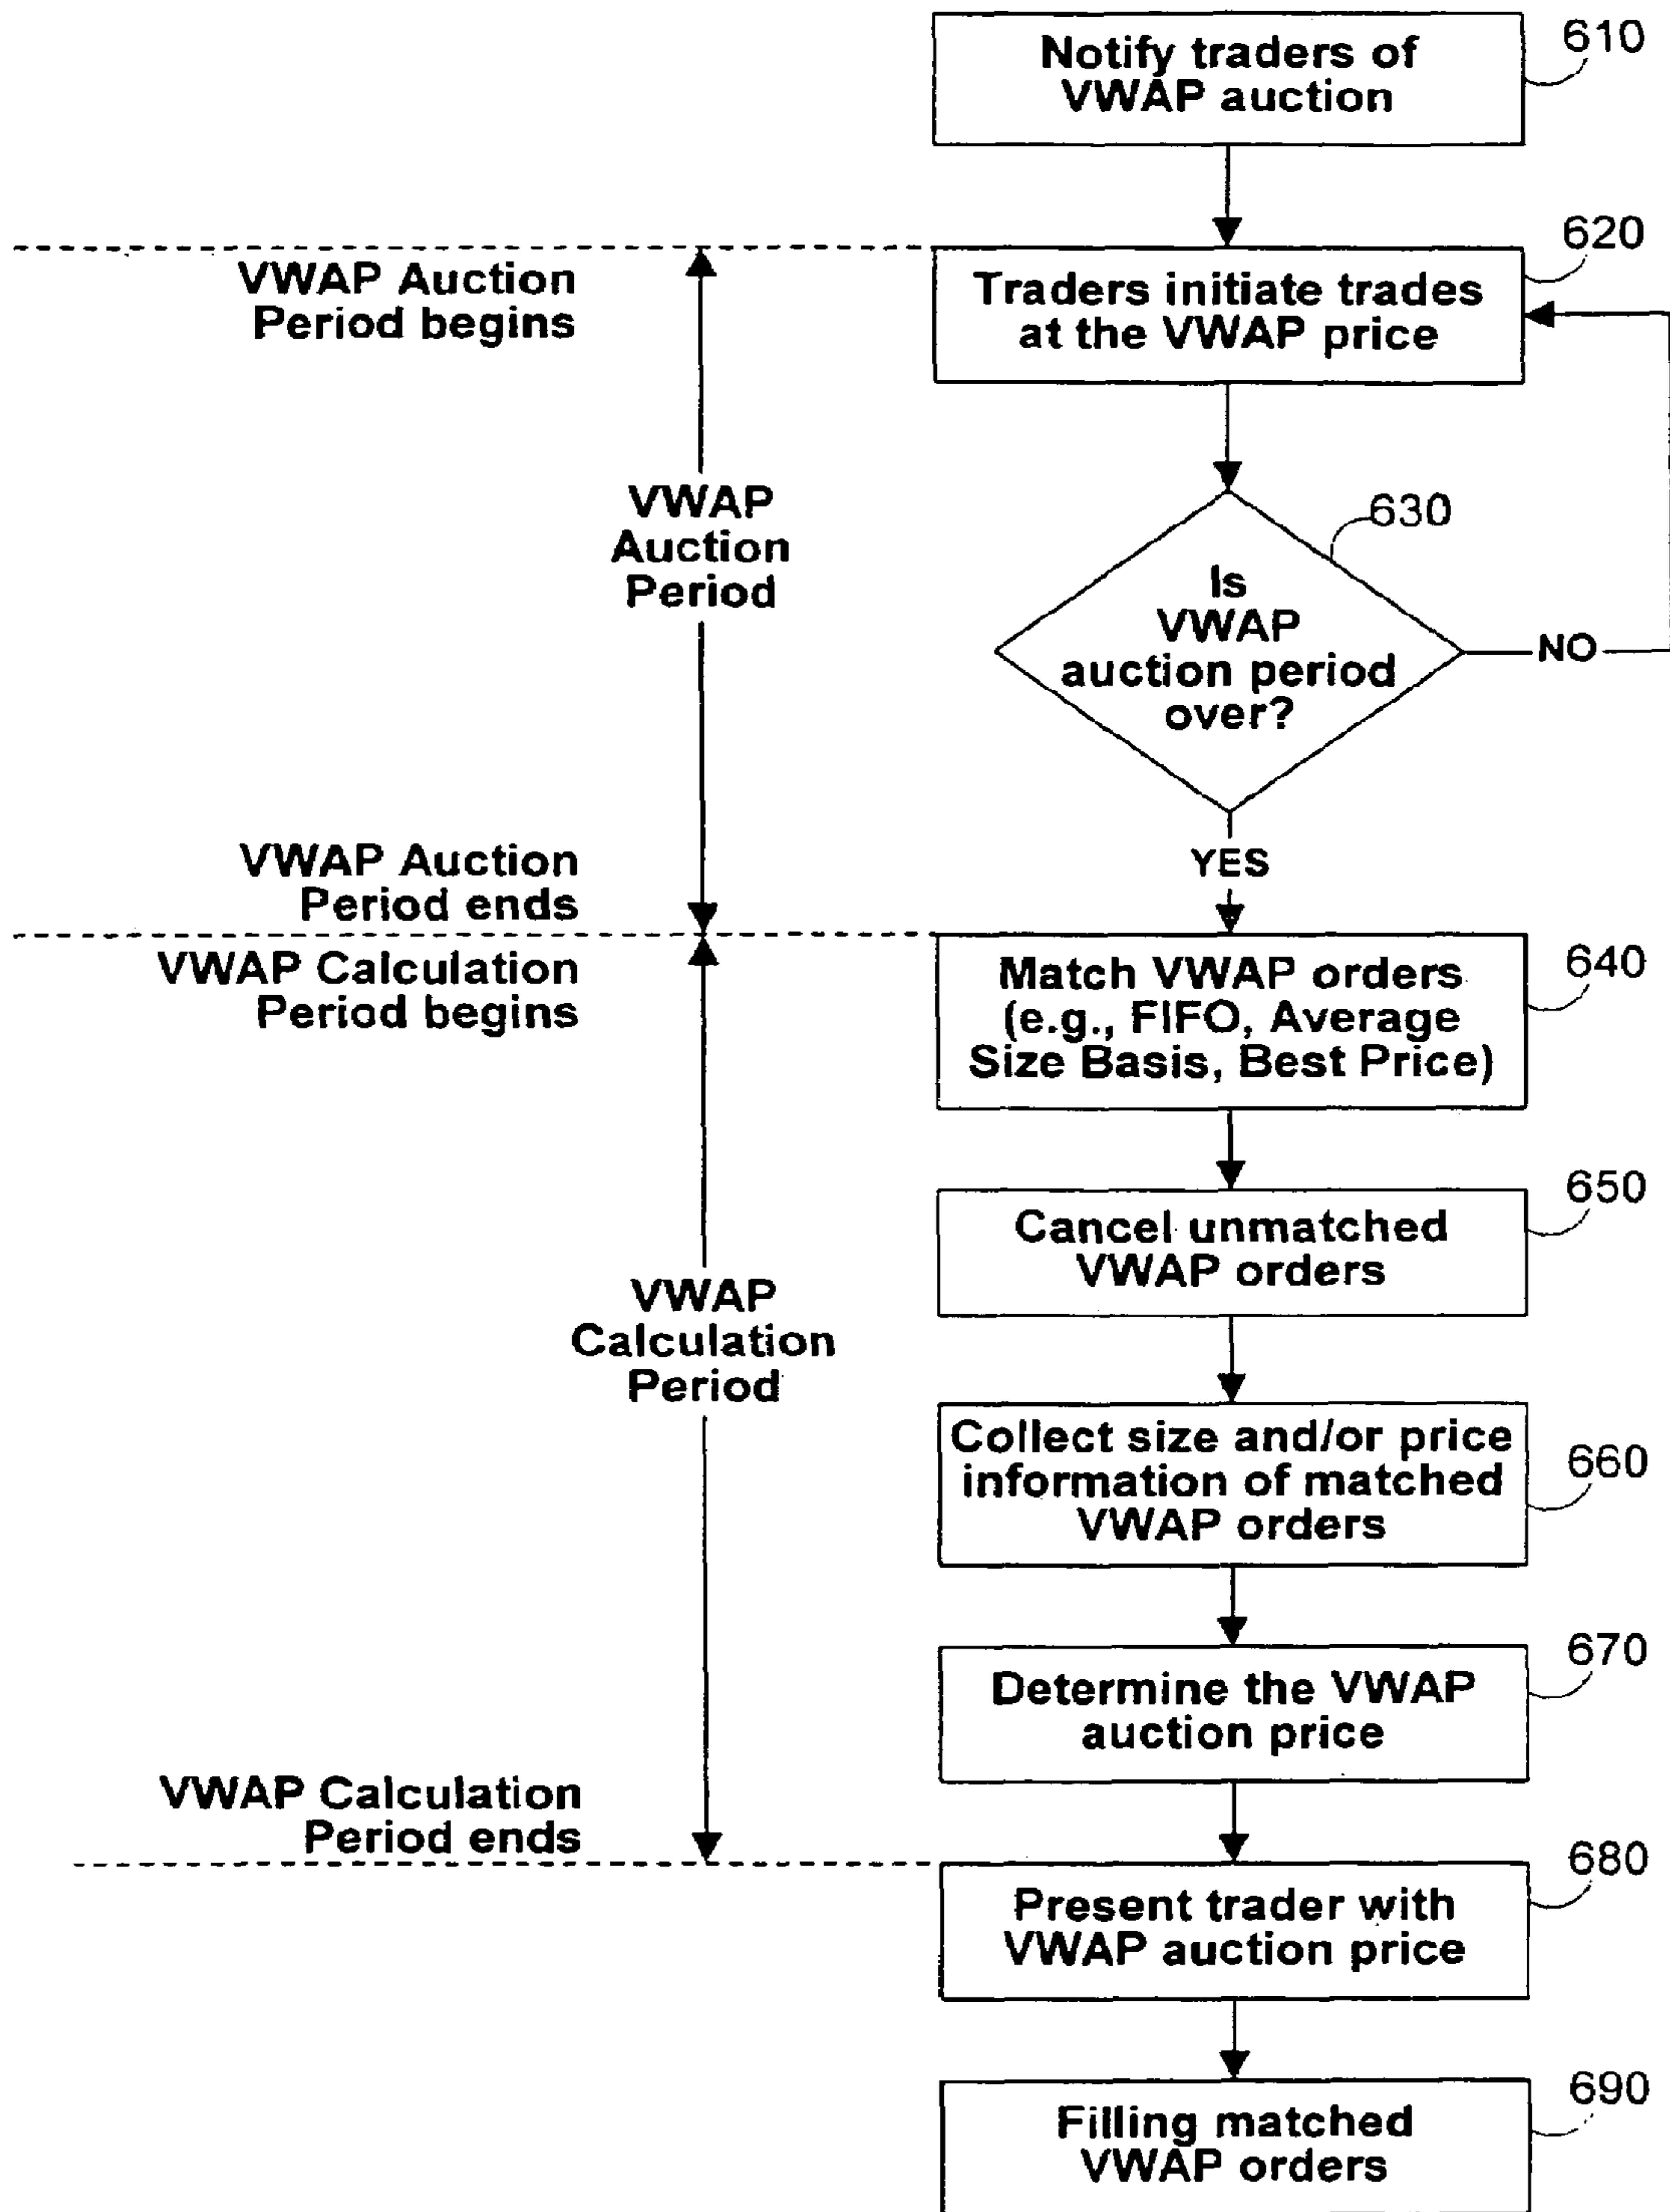 Notify traders of
VWAP auction
610
620
VWAP Auction
Period begins
Traders initiate trades
at the VWAP price
VWAP
Auction
Period
630
Is
VWAP
auction period
over?
NO
YES
VWAP Auction
Period ends
VWAP Calculation
Period begins
Match VWAP orders
(e.g., FIFO, Average
Size Basis, Best Price)
640
650
Cancel unmatched
VWAP orders
VWAP
Calculation
Period
Collect size and/or price
information of matched
VWAP orders
660
670
Determine the VWAP
auction price
VWAP Calculation
Period ends
680
Present trader with
VWAP auction price
690
Filling matched
VWAP orders